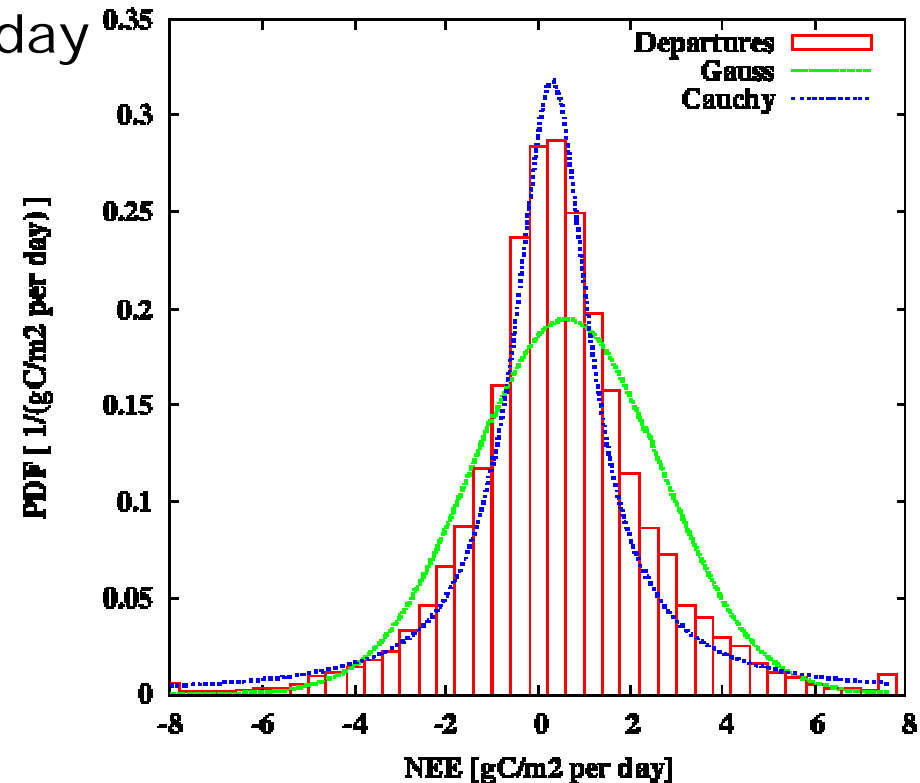 day
Departures
Gauss
Cauchy
0.35
0.3
0.25
0.2
0.15
0.1
0.05
0
PDF [ 1/(gC/m2 per day) ]
-8 -6 -4 -2 0 2 4 6 8
NEE [gC/m2 per day]